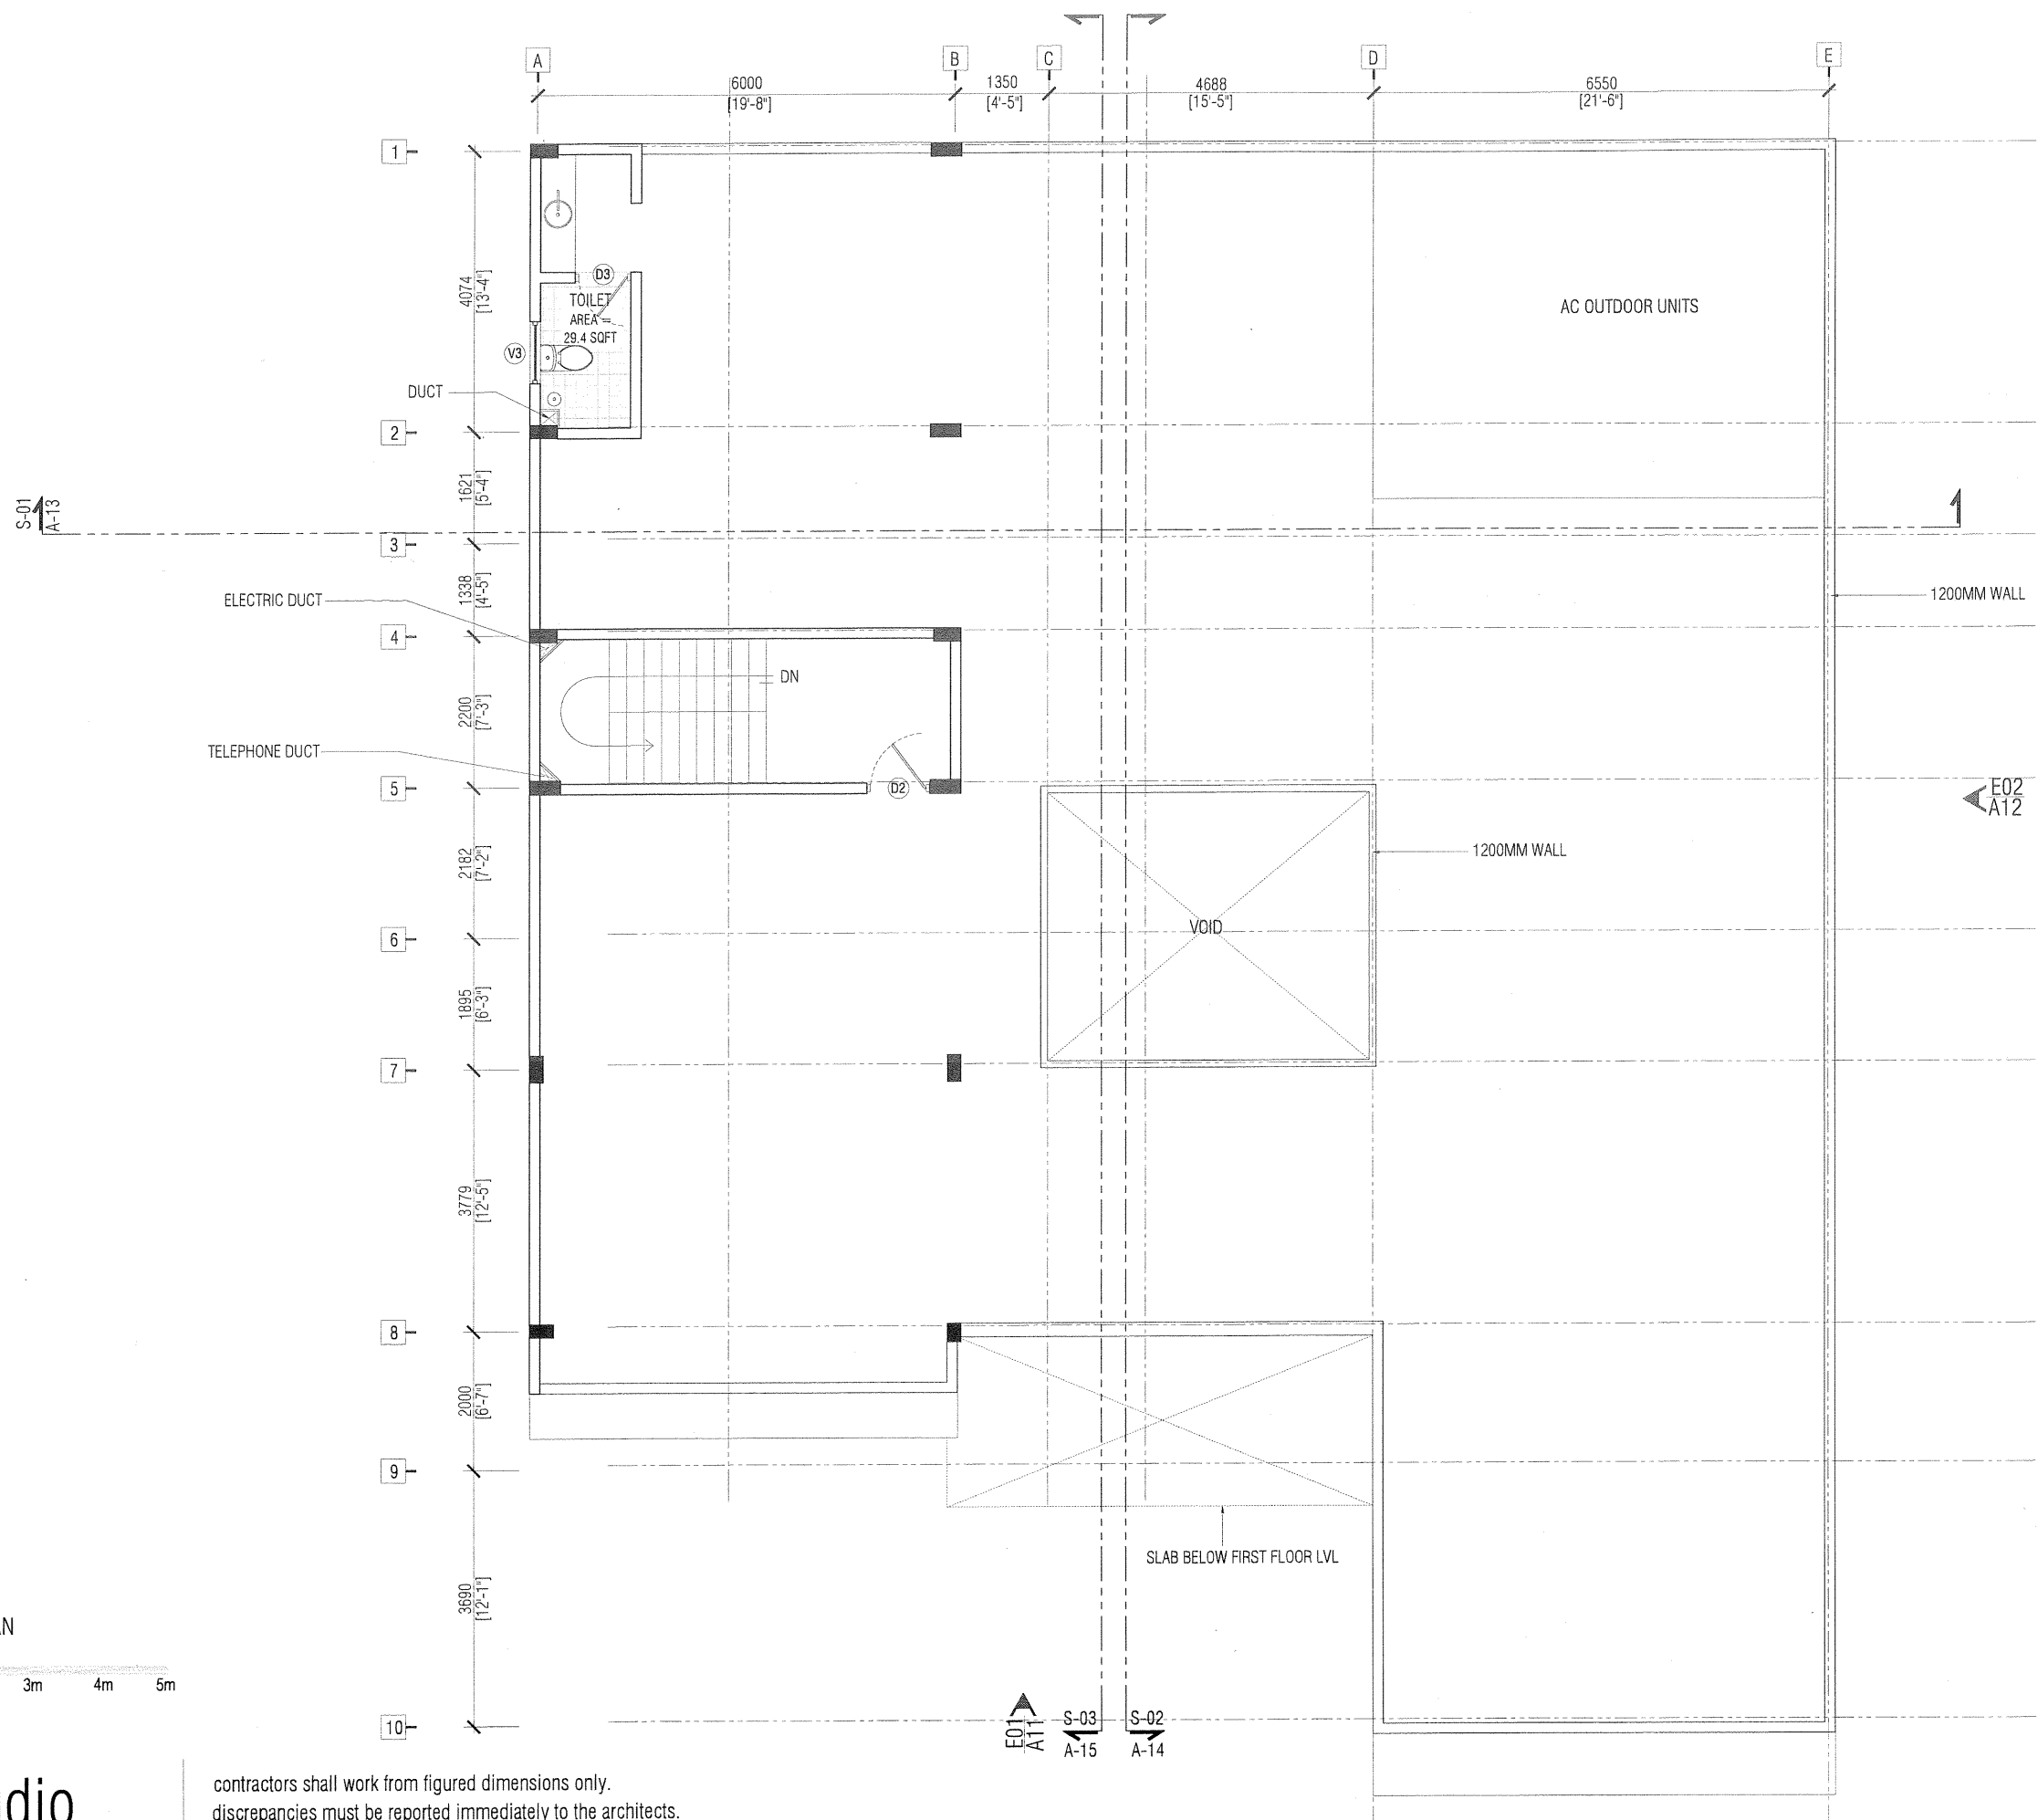 A
B
C
D
E
6000
[19'-8"]
1350
[4'-5"]
4688
[15'-5"]
6550
[21'-6"]
1
4074
[13'-4"]
D3
TOILET
AREA =
29.4 SQFT
V3
DUCT
AC OUTDOOR UNITS
2
1621
[5'-4"]
S-01
A-13
3
1338
[4'-5"]
ELECTRIC DUCT
1200MM WALL
4
DN
2200
[7'-3"]
TELEPHONE DUCT
5
D2
E02
A12
2182
[7'-2"]
1200MM WALL
VOID
6
1895
[6'-3"]
7
3779
[12'-5"]
8
2000
[6'-7"]
9
SLAB BELOW FIRST FLOOR LVL
3690
[12'-1"]
3m 4m 5m
10
E01
A11
S-03
A-15
S-02
A-14
contractors shall work from figured dimensions only.
discrepancies must be reported immediately to the architects.